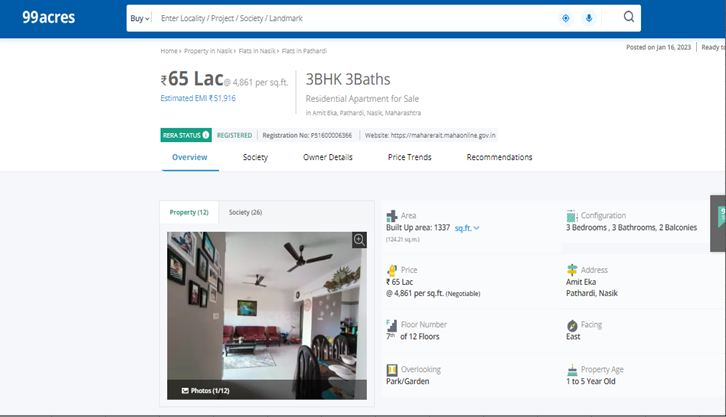 99acres
Buy
Enter Locality / Project / Society / Landmark
Home > Property in Nasik > Flats in Nasik > Flats in Pathardi
Posted on Jan 16, 2023 | Ready to
₹65 Lac @ 4,861 per sq.ft.
Estimated EMI ₹ 51,916
3BHK 3Baths
Residential Apartment for Sale
in Amit Eka, Pathardi, Nasik, Maharashtra
RERA STATUS REGISTERED | Registration No: P51600006366 | Website: https://maharerait.mahaonline.gov.in
Overview Society Owner Details Price Trends Recommendations
Property (12) Society (26)
Photos (1/12)
Area
Built Up area: 1337 sq.ft.
(124.21 sq.m.)
Configuration
3 Bedrooms , 3 Bathrooms, 2 Balconies
Price
₹ 65 Lac
@ 4,861 per sq.ft. (Negotiable)
Address
Amit Eka
Pathardi, Nasik
Floor Number
7th of 12 Floors
Facing
East
Overlooking
Park/Garden
Property Age
1 to 5 Year Old